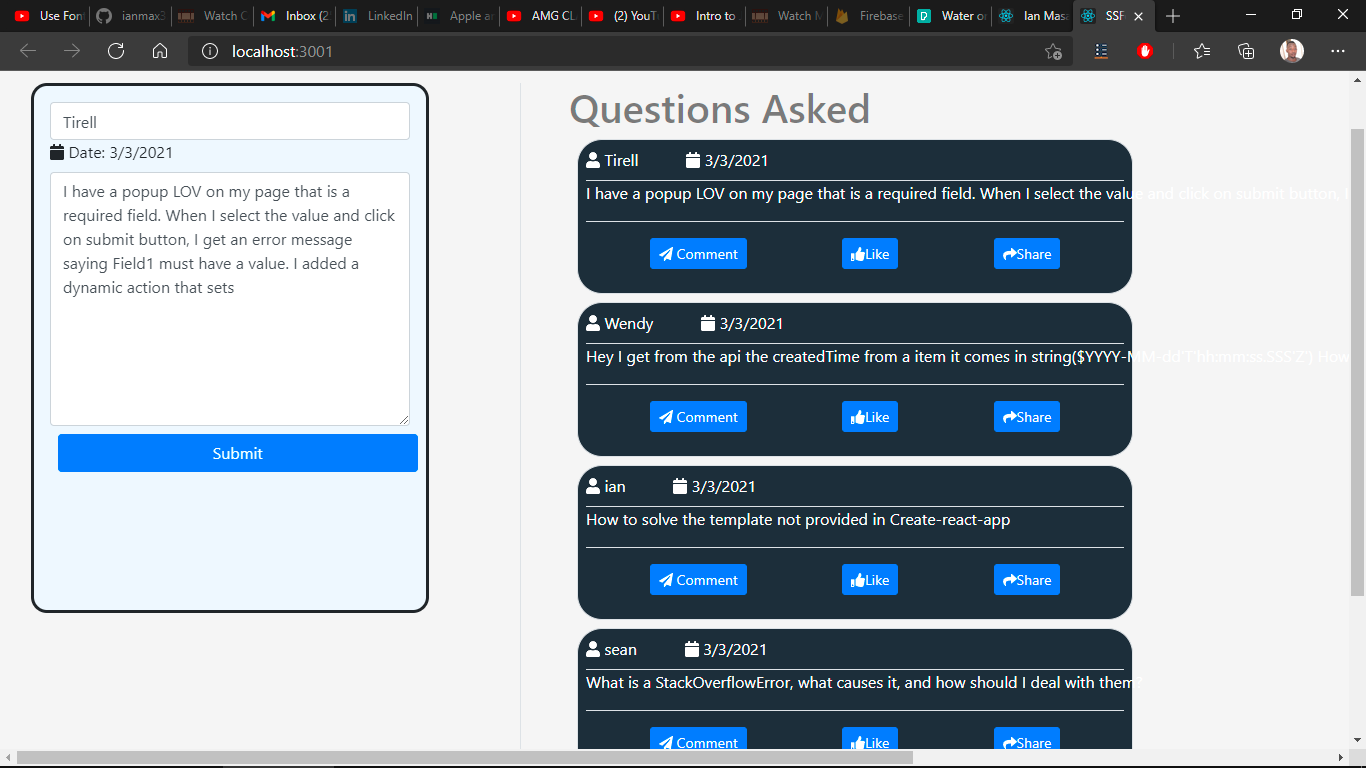 Use Fon
ianmax3
Watch C
Inbox (2
LinkedIn
Apple an
AMG CL
(2) YouT
Intro to
Watch M
Firebase
Water or
Ian Masa
SSF
localhost:3001
Tirell
Date: 3/3/2021
I have a popup LOV on my page that is a
required field. When I select the value and click
on submit button, I get an error message
saying Field1 must have a value. I added a
dynamic action that sets
Submit
Questions Asked
Tirell 3/3/2021
I have a popup LOV on my page that is a required field. When I select the value and click on submit button, I
Comment Like Share
Wendy 3/3/2021
Hey I get from the api the createdTime from a item it comes in string($YYYY-MM-dd'T'hh:mm:ss.SSS'Z') How
Comment Like Share
ian 3/3/2021
How to solve the template not provided in Create-react-app
Comment Like Share
sean 3/3/2021
What is a StackOverflowError, what causes it, and how should I deal with them?
Comment Like Share